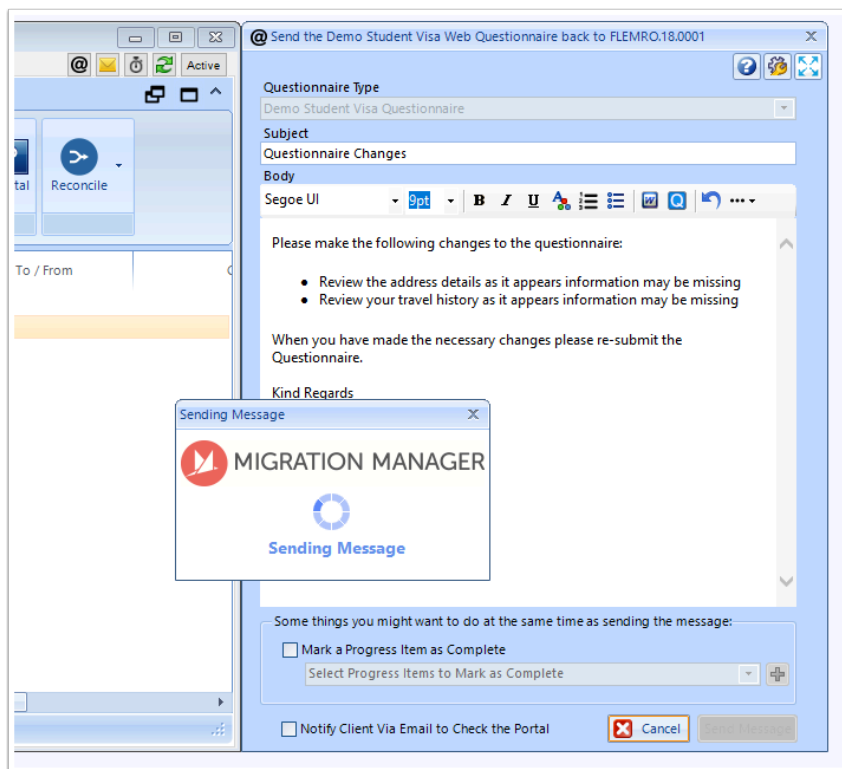 @ Send the Demo Student Visa Web Questionnaire back to FLEMRO.18.0001
@
Active
Questionnaire Type
Demo Student Visa Questionnaire
Subject
Questionnaire Changes
Body
Segoe UI 9pt B I U W Q
tal
Reconcile
To / From
Please make the following changes to the questionnaire:
• Review the address details as it appears information may be missing
• Review your travel history as it appears information may be missing
When you have made the necessary changes please re-submit the
Questionnaire.
Kind Regards
Sending Message
MIGRATION MANAGER
Sending Message
Some things you might want to do at the same time as sending the message:
Mark a Progress Item as Complete
Select Progress Items to Mark as Complete
Notify Client Via Email to Check the Portal
Cancel
Send Message